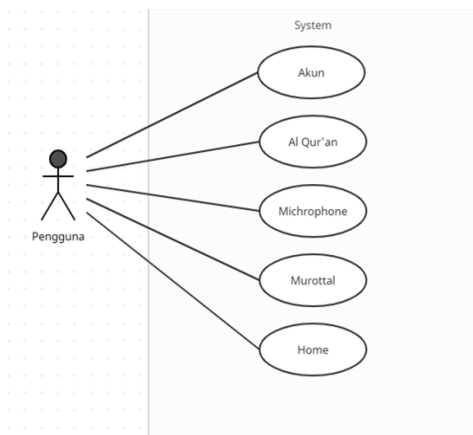 System
Akun
Al Qur'an
Michrophone
Pengguna
Murottal
Home